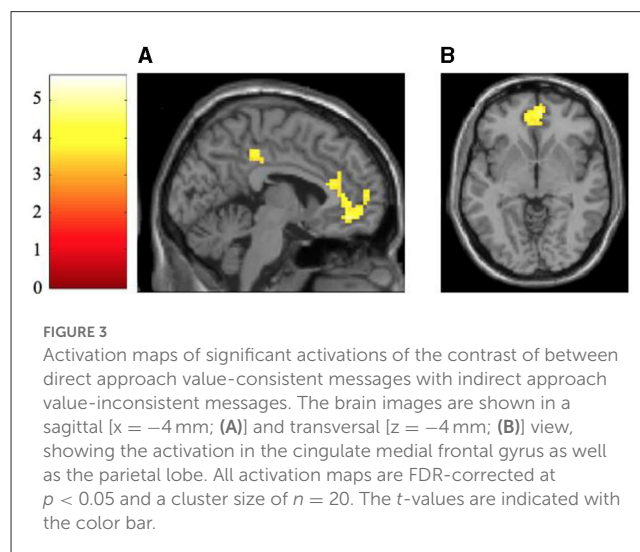 A
B
5
4
3
2
1
0
FIGURE 3
Activation maps of significant activations of the contrast of between
direct approach value-consistent messages with indirect approach
value-inconsistent messages. The brain images are shown in a
sagittal [x = −4 mm; (A)] and transversal [z = −4 mm; (B)] view,
showing the activation in the cingulate medial frontal gyrus as well
as the parietal lobe. All activation maps are FDR-corrected at
p < 0.05 and a cluster size of n = 20. The t-values are indicated with
the color bar.